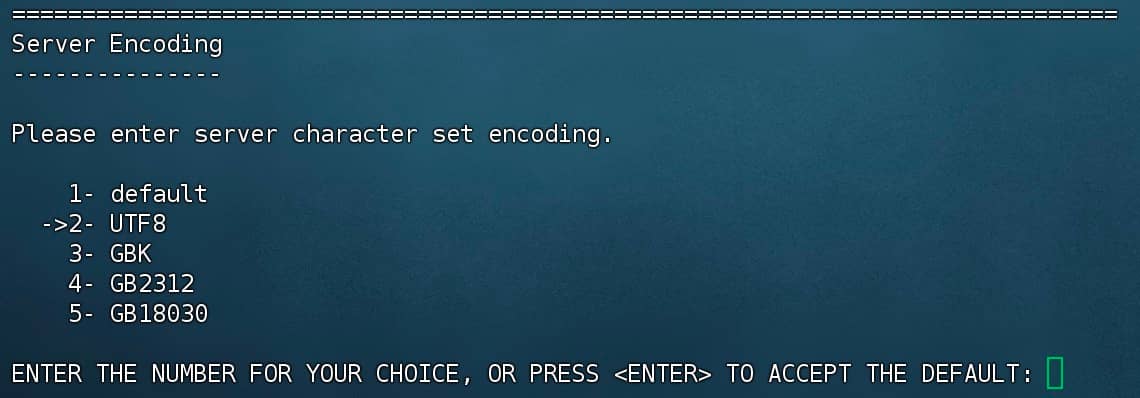 ===============================================================================
Server Encoding
---------------
Please enter server character set encoding.
1- default
->2- UTF8
3- GBK
4- GB2312
5- GB18030
ENTER THE NUMBER FOR YOUR CHOICE, OR PRESS <ENTER> TO ACCEPT THE DEFAULT: